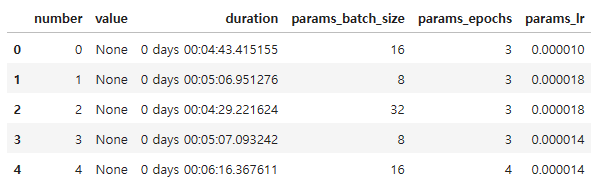 number value duration params_batch_size params_epochs params_lr
0 0 None 0 days 00:04:43.415155 16 3 0.000010
1 1 None 0 days 00:05:06.951276 8 3 0.000018
2 2 None 0 days 00:04:29.221624 32 3 0.000018
3 3 None 0 days 00:05:07.093242 8 3 0.000014
4 4 None 0 days 00:06:16.367611 16 4 0.000014